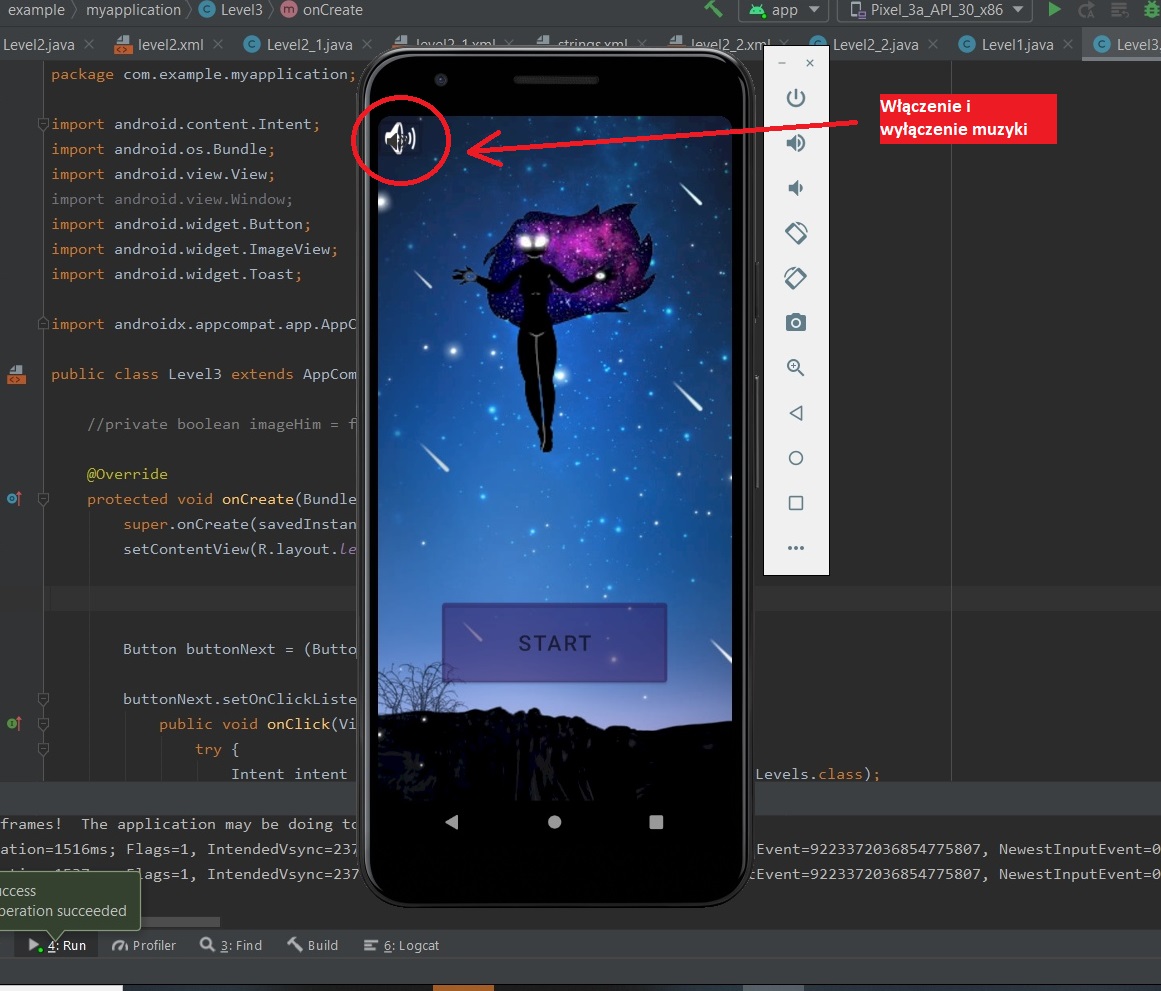 example myapplication Level3 onCreate app Pixel_3a_API_30_x86
Level2.java level2.xml Level2_1.java level2_1.xml strings.xml level2_2.xml Level2_2.java Level1.java Level3.
package com.example.myapplication;
import android.content.Intent;
import android.os.Bundle;
import android.view.View;
import android.view.Window;
import android.widget.Button;
import android.widget.ImageView;
import android.widget.Toast;
import androidx.appcompat.app.AppC
public class Level3 extends AppCom
//private boolean imageHim = f
@Override
protected void onCreate(Bundle
super.onCreate(savedInstan
setContentView(R.layout.le
Button buttonNext = (Butto
buttonNext.setOnClickListe
public void onClick(Vi
try {
Intent intent Levels.class);
Włączenie i
wyłączenie muzyki
START
frames! The application may be doing to
ation=1516ms; Flags=1, IntendedVsync=237 Event=9223372036854775807, NewestInputEvent=0
Flags=1, IntendedVsync=237 tEvent=9223372036854775807, NewestInputEvent=0
uccess
peration succeeded
4: Run Profiler 3: Find Build 6: Logcat